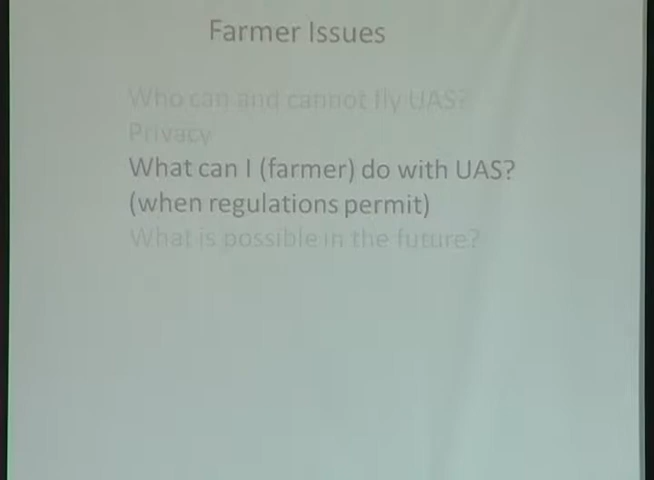 Farmer Issues
Who can and cannot fly UAS?
Privacy
What can I (farmer) do with UAS?
(when regulations permit)
What is possible in the future?